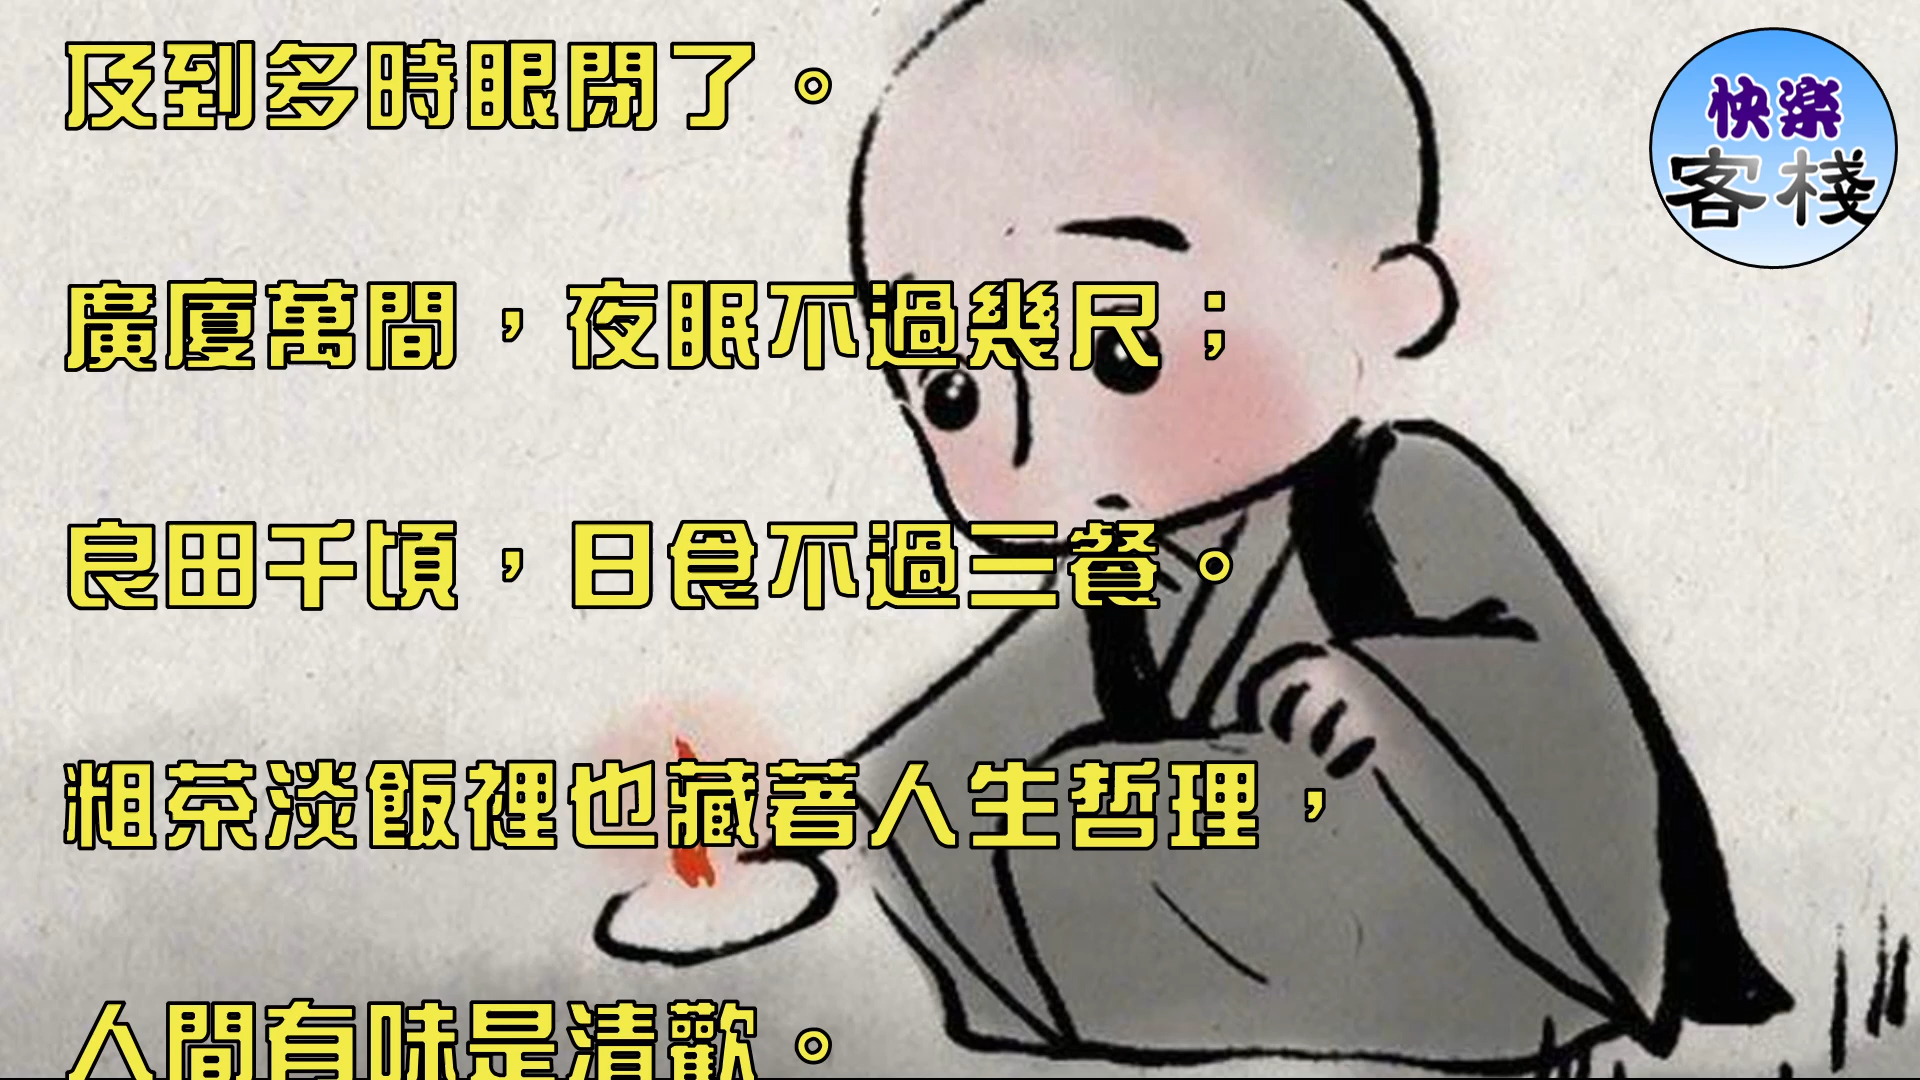 及到多時眼閉了。
快楽
客棧
廣廈萬間，夜眠不過幾尺；
良田千頃，日食不過三餐。
粗茶淡飯裡也藏著人生哲理，
人間有味是清歡。